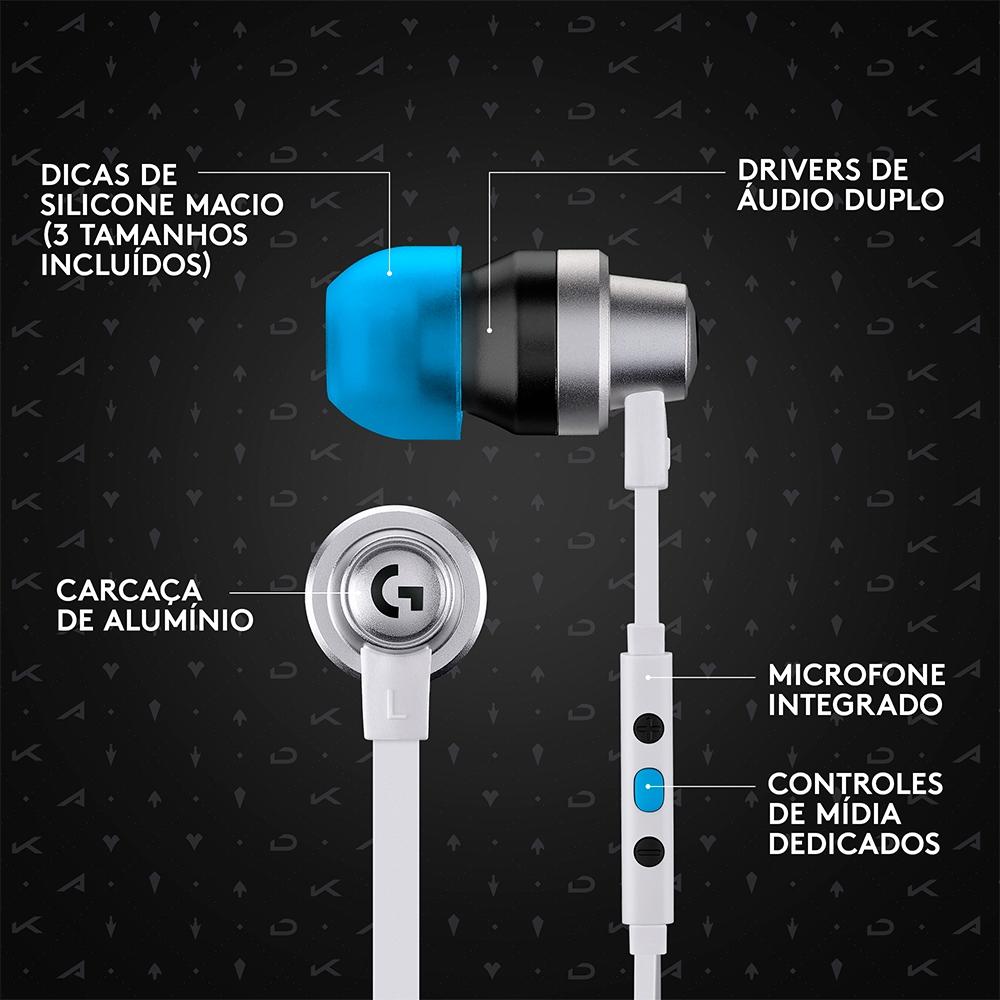 DICAS DE
SILICONE MACIO
(3 TAMANHOS
INCLUÍDOS)
DRIVERS DE
ÁUDIO DUPLO
CARCAÇA
DE ALUMÍNIO
G
L
MICROFONE
INTEGRADO
CONTROLES
DE MÍDIA
DEDICADOS